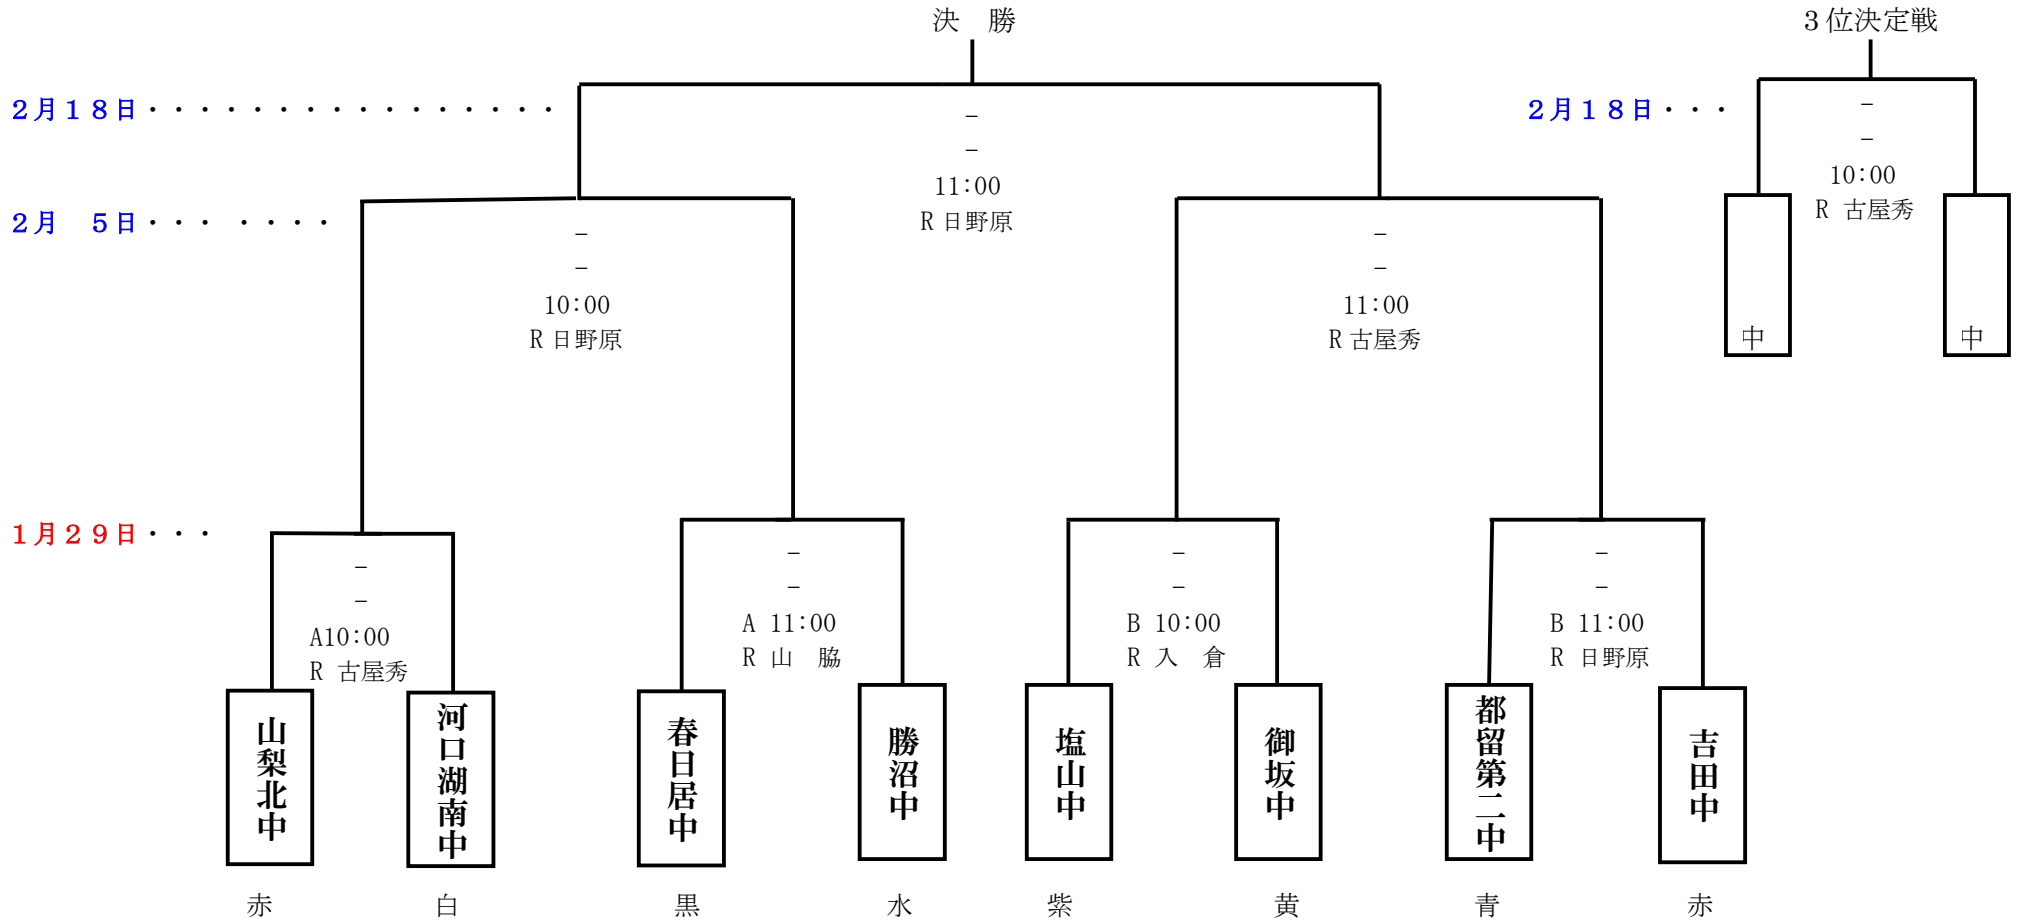 決　勝
３位決定戦
２月１８日・・・・・・・・・・・・・・・・
－
－
11:00
R 日野原
２月１８日・・・
－
－
10:00
R 古屋秀
中
中
２月　５日・・・ ・・・・
－
－
10:00
R 日野原
－
－
11:00
R 古屋秀
１月２９日・・・
－
－
A10:00
R 古屋秀
－
－
A 11:00
R 山　脇
－
－
B 10:00
R 入　倉
－
－
B 11:00
R 日野原
山梨北中
河口湖南中
春日居中
勝沼中
塩山中
御坂中
都留第二中
吉田中
赤
白
黒
水
紫
黄
青
赤